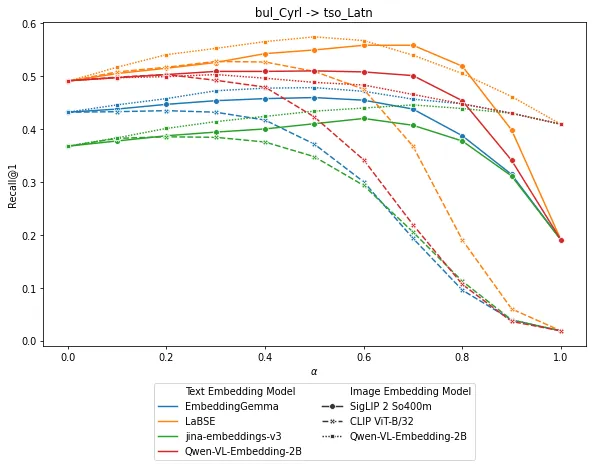 bul_Cyrl -> tso_Latn
Recall@1
0.6
0.5
0.4
0.3
0.2
0.1
0.0
0.0 0.2 0.4 0.6 0.8 1.0
α
Text Embedding Model Image Embedding Model
EmbeddingGemma SigLIP 2 So400m
LaBSE CLIP ViT-B/32
jina-embeddings-v3 Qwen-VL-Embedding-2B
Qwen-VL-Embedding-2B